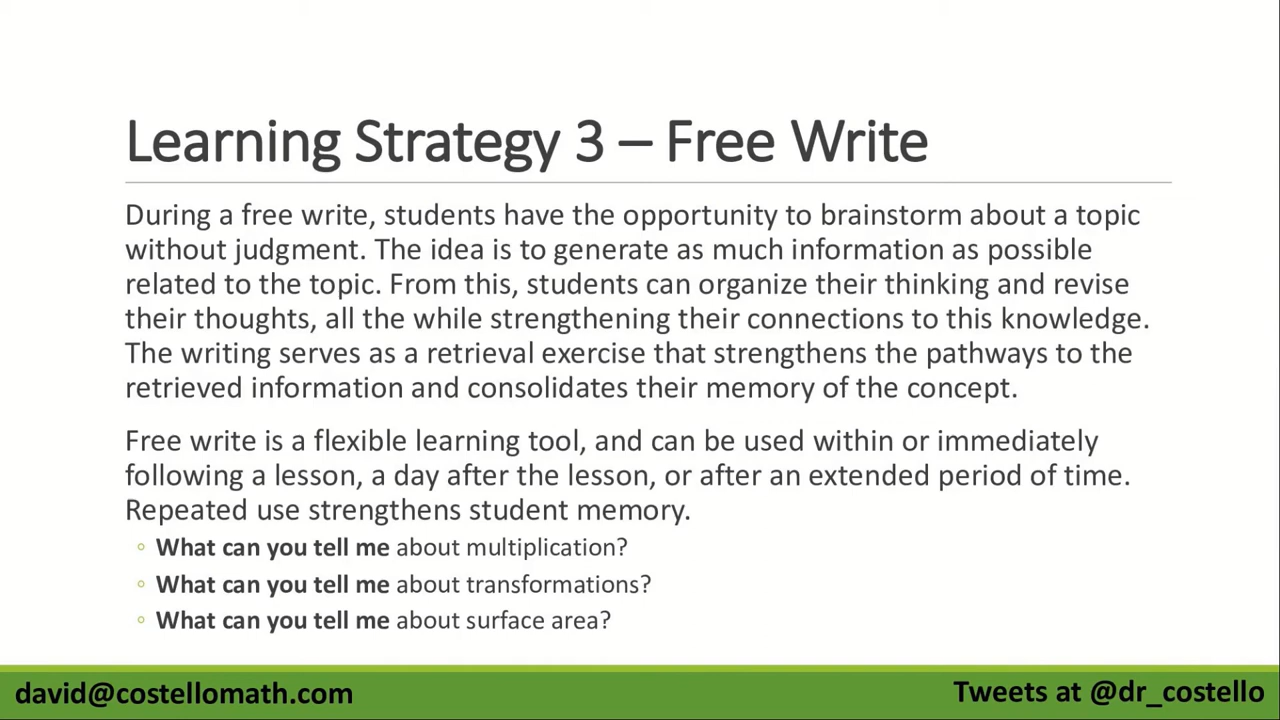 Learning Strategy 3 – Free Write
During a free write, students have the opportunity to brainstorm about a topic
without judgment. The idea is to generate as much information as possible
related to the topic. From this, students can organize their thinking and revise
their thoughts, all the while strengthening their connections to this knowledge.
The writing serves as a retrieval exercise that strengthens the pathways to the
retrieved information and consolidates their memory of the concept.
Free write is a flexible learning tool, and can be used within or immediately
following a lesson, a day after the lesson, or after an extended period of time.
Repeated use strengthens student memory.
◦ What can you tell me about multiplication?
◦ What can you tell me about transformations?
◦ What can you tell me about surface area?
david@costellomath.com
Tweets at @dr_costello